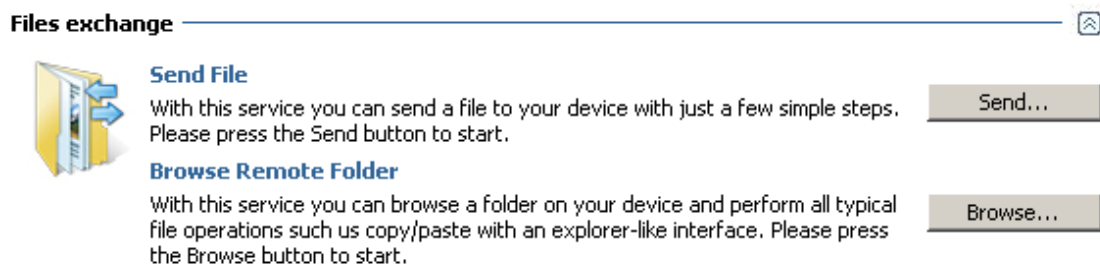 Files exchange
Send File
With this service you can send a file to your device with just a few simple steps.
Please press the Send button to start.
Send...
Browse Remote Folder
With this service you can browse a folder on your device and perform all typical
file operations such us copy/paste with an explorer-like interface. Please press
the Browse button to start.
Browse...